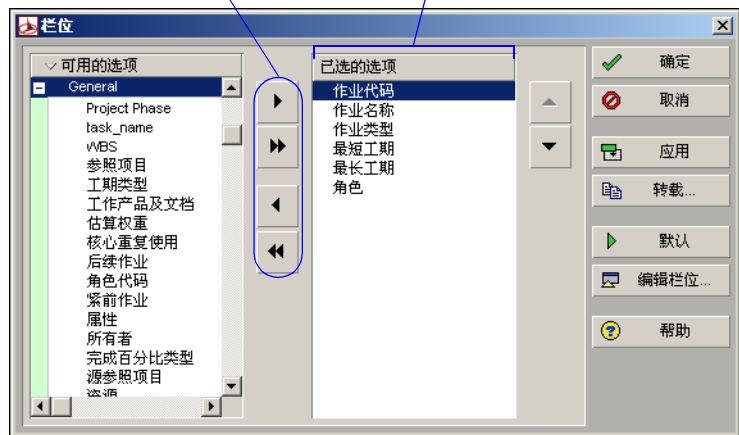 栏位
可用的选项
General
Project Phase
task_name
WBS
参照项目
工期类型
工作产品及文档
估算权重
核心重复使用
后续作业
角色代码
紧前作业
属性
所有者
完成百分比类型
源参照项目
资源
已选的选项
作业代码
作业名称
作业类型
最短工期
最长工期
角色
确定
取消
应用
转载...
默认
编辑栏位...
帮助